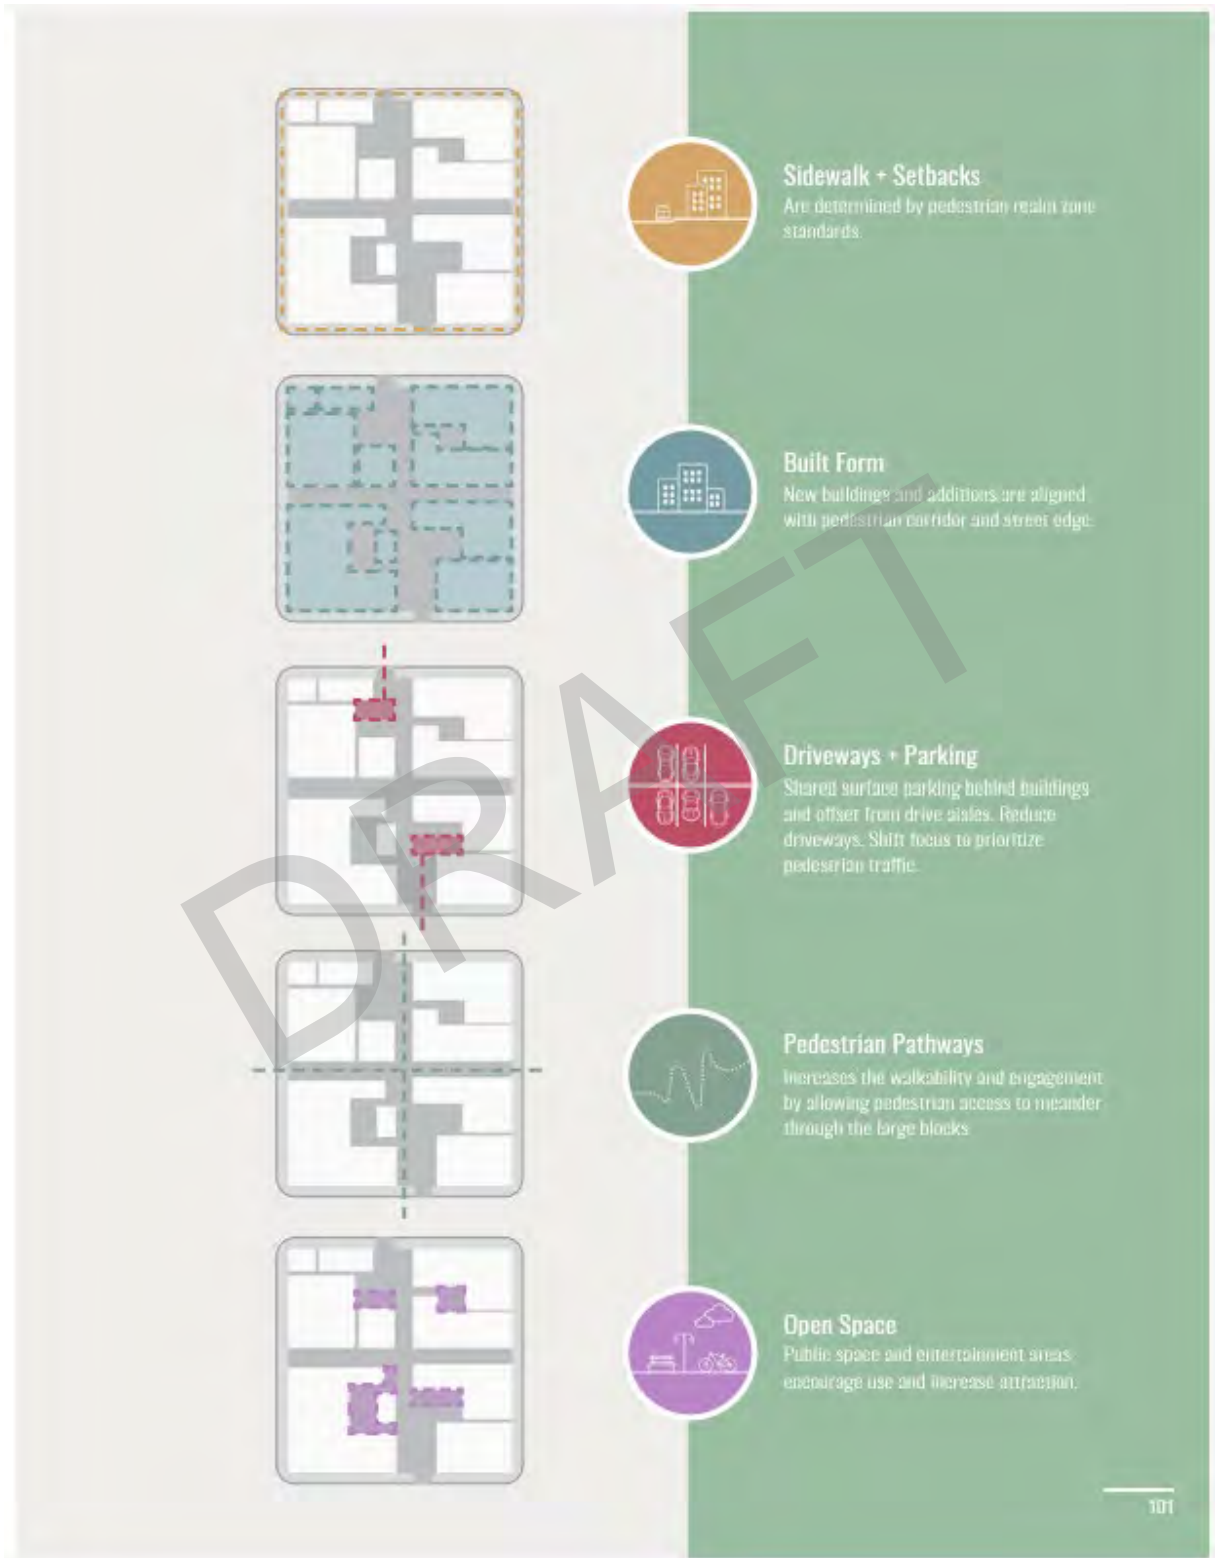 Sidewalk + Setbacks
Are determined by pedestrian realm zone
standards.
Built Form
New buildings and additions are aligned
with pedestrian corridor and street edge.
Driveways + Parking
Shared surface parking behind buildings
and offset from drive aisles. Reduce
driveways. Shift focus to prioritize
pedestrian traffic.
Pedestrian Pathways
Increases the walkability and engagement
by allowing pedestrian access to meander
through the large blocks
Open Space
Public space and entertainment areas
encourage use and increase attraction.
DRAFT
101